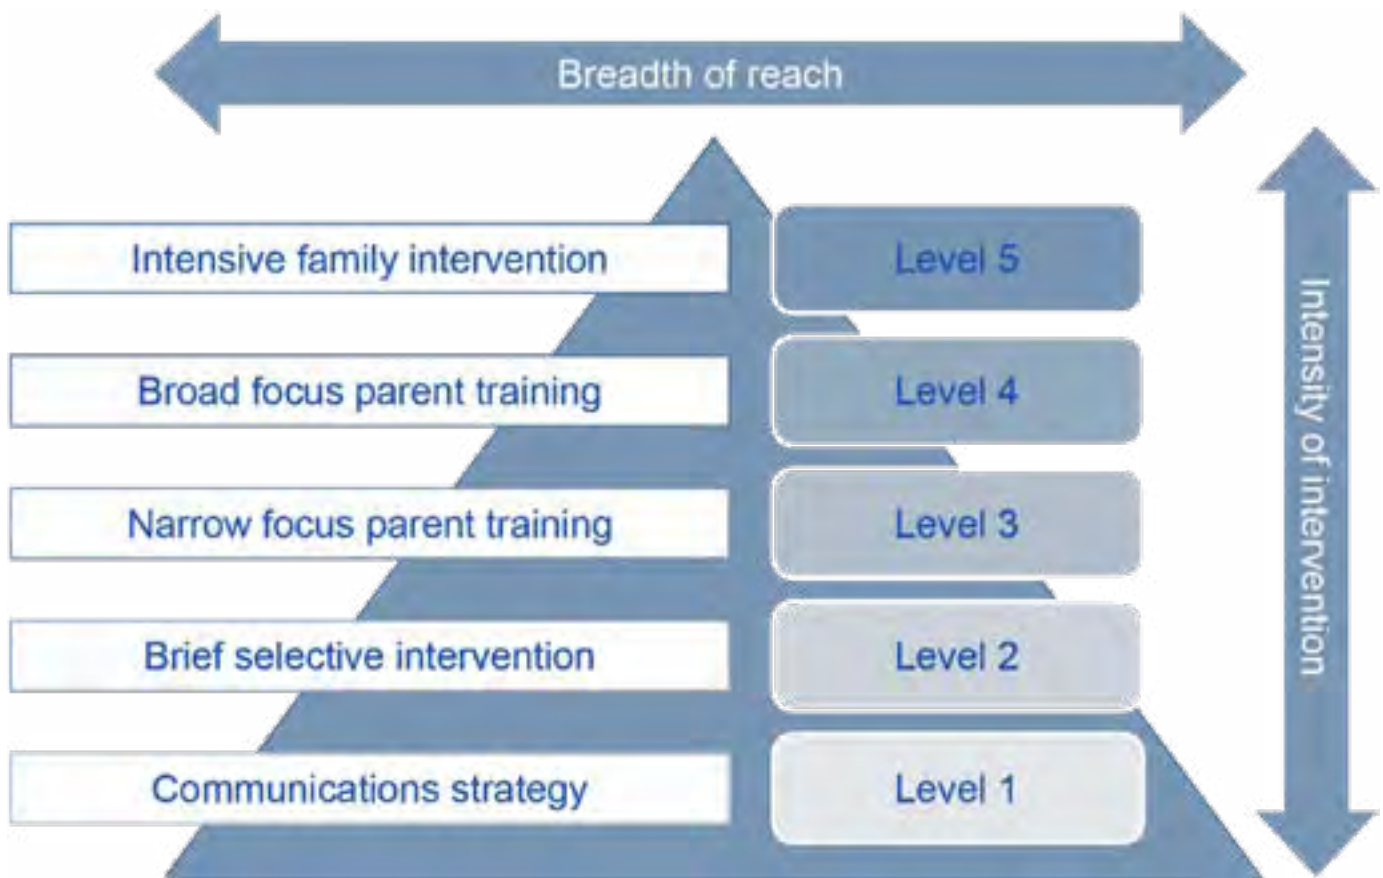 Breadth of reach
Intensive family intervention
Level 5
Broad focus parent training
Level 4
Narrow focus parent training
Level 3
Brief selective intervention
Level 2
Communications strategy
Level 1
Intensity of intervention